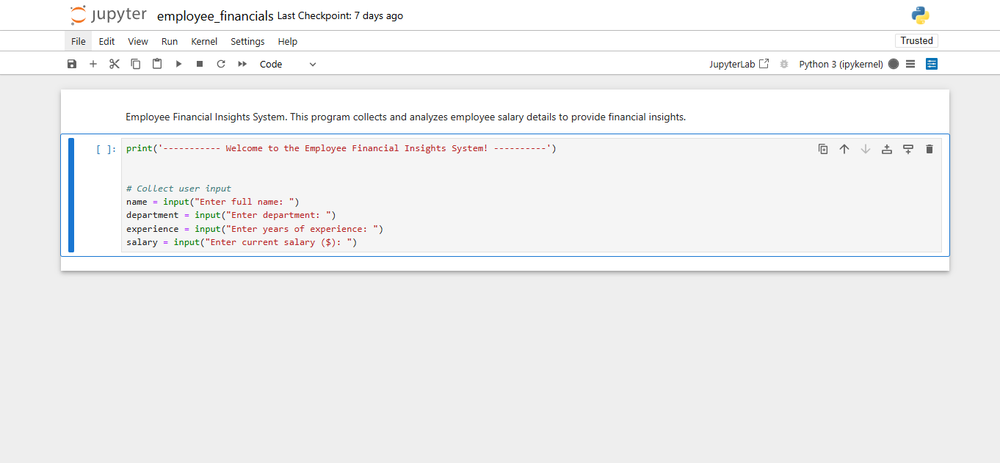 jupyter employee_financials Last Checkpoint: 7 days ago
File Edit View Run Kernel Settings Help Trusted
Code JupyterLab Python 3 (ipykernel)
Employee Financial Insights System. This program collects and analyzes employee salary details to provide financial insights.
[ ]: print('----------- Welcome to the Employee Financial Insights System! ----------')
# Collect user input
name = input("Enter full name: ")
department = input("Enter department: ")
experience = input("Enter years of experience: ")
salary = input("Enter current salary ($): ")